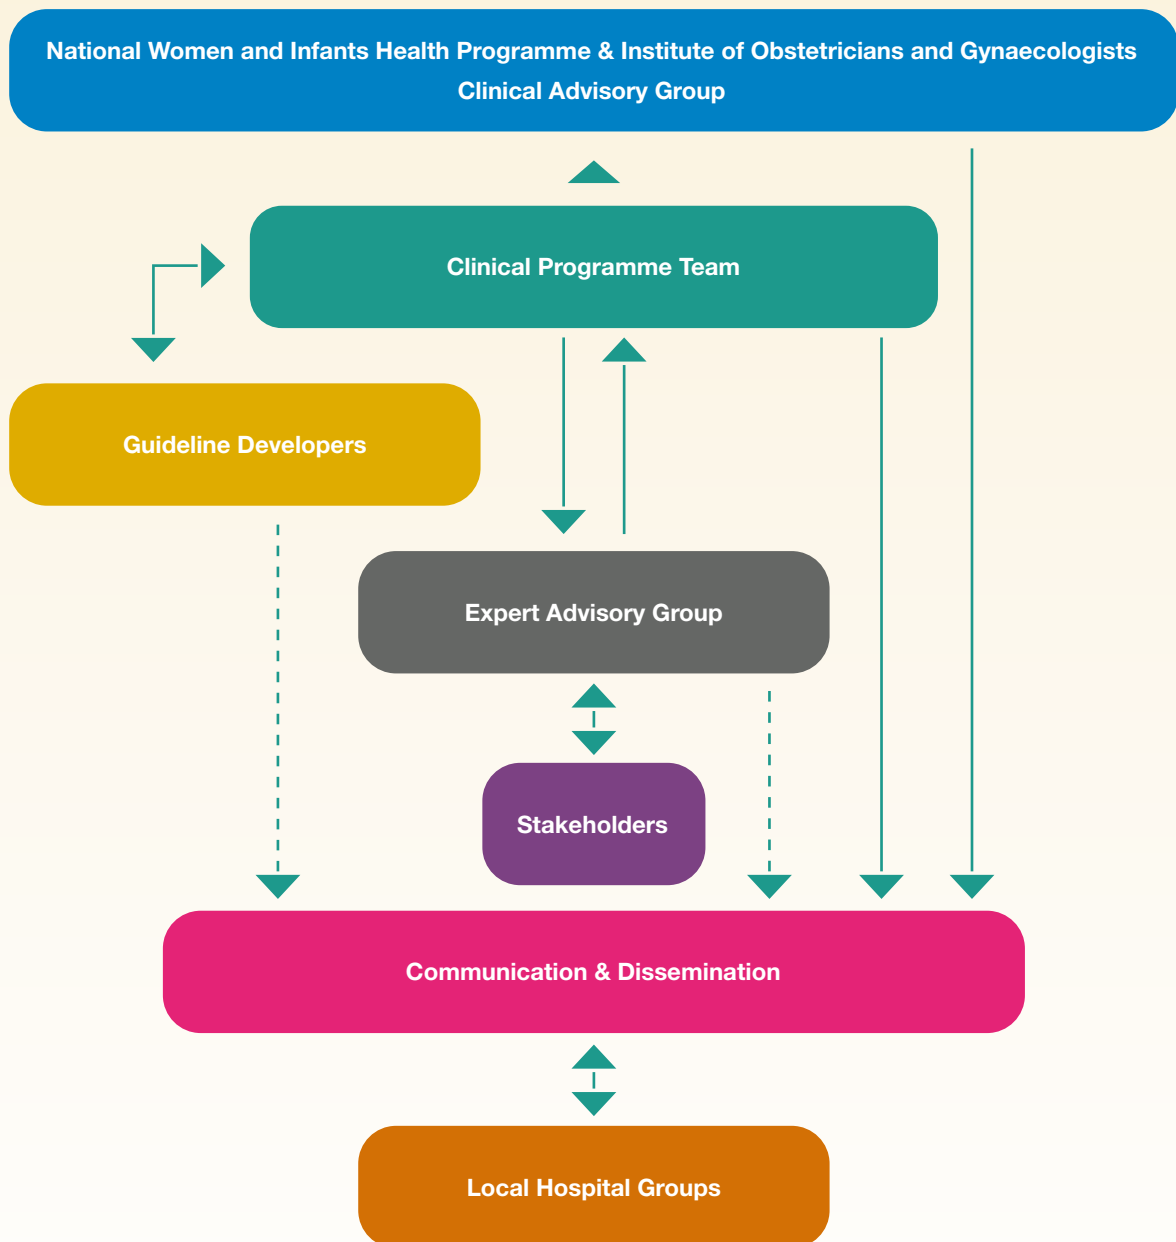 National Women and Infants Health Programme & Institute of Obstetricians and Gynaecologists
Clinical Advisory Group
Clinical Programme Team
Guideline Developers
Expert Advisory Group
Stakeholders
Communication & Dissemination
Local Hospital Groups